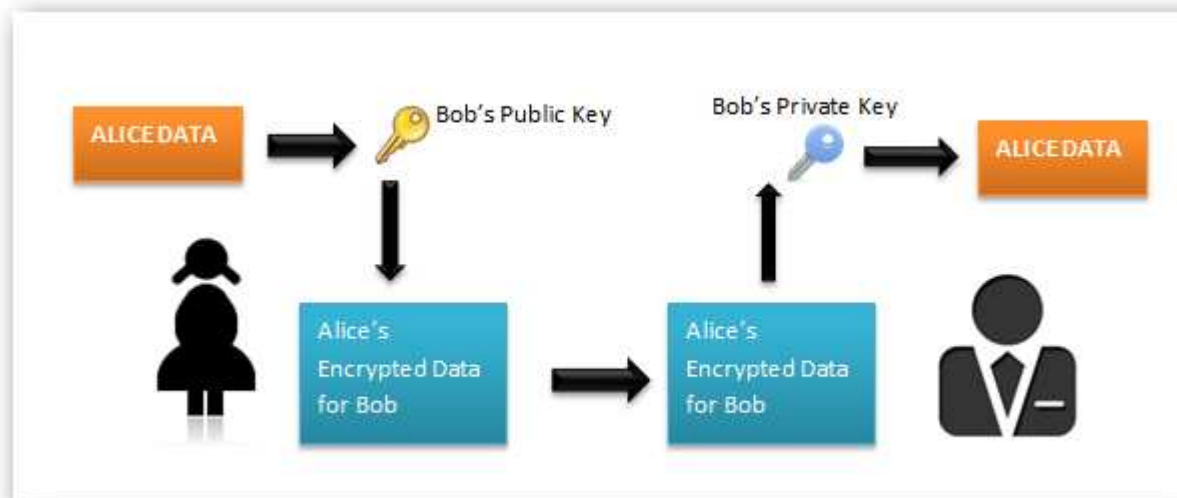 ALICEDATA
Bob's Public Key
Bob's Private Key
ALICEDATA
Alice's
Encrypted Data
for Bob
Alice's
Encrypted Data
for Bob